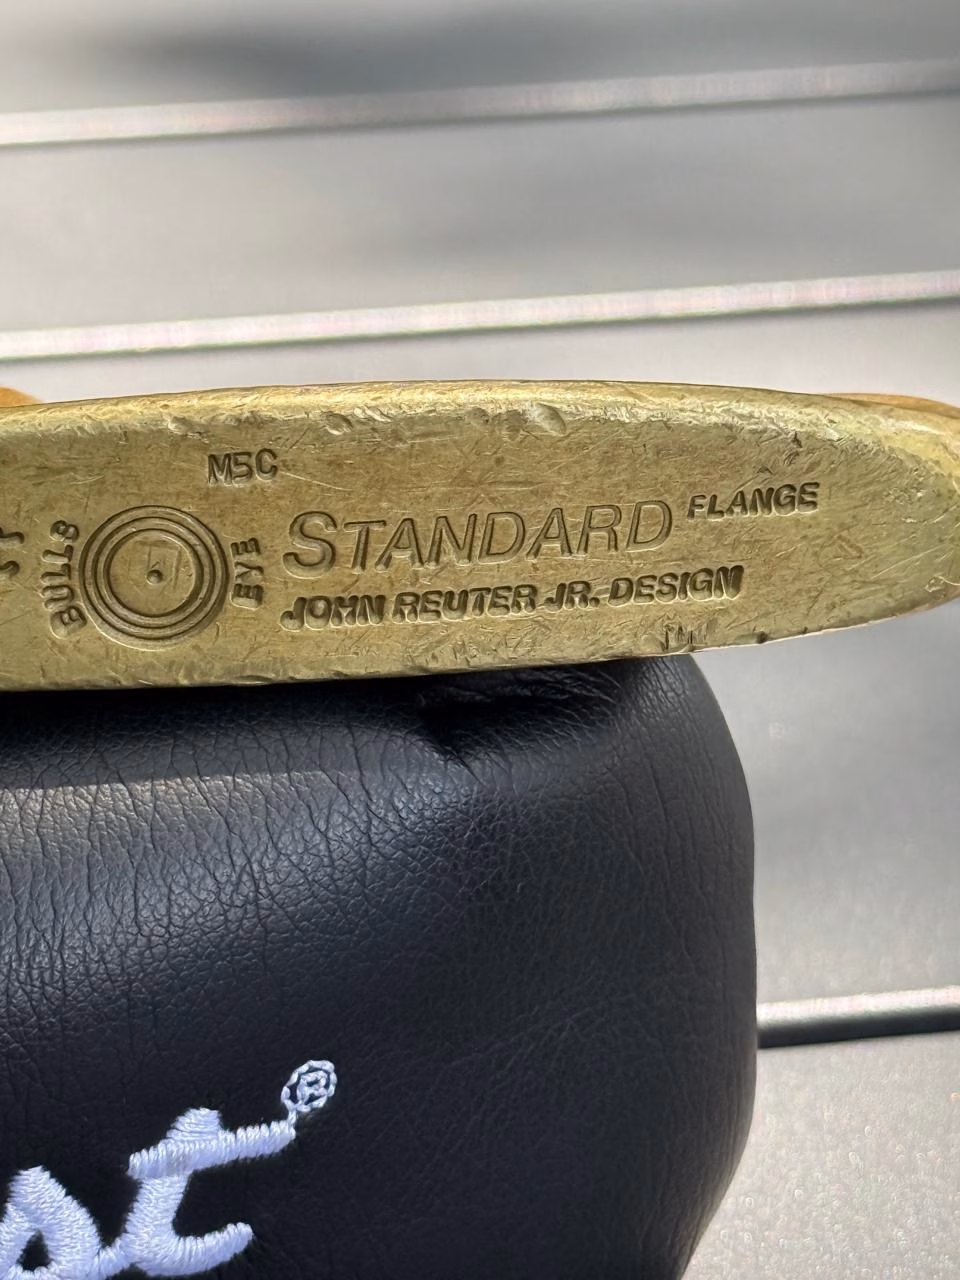 M5C
BULLS EYE
STANDARD FLANGE
JOHN REUTER JR. DESIGN
®